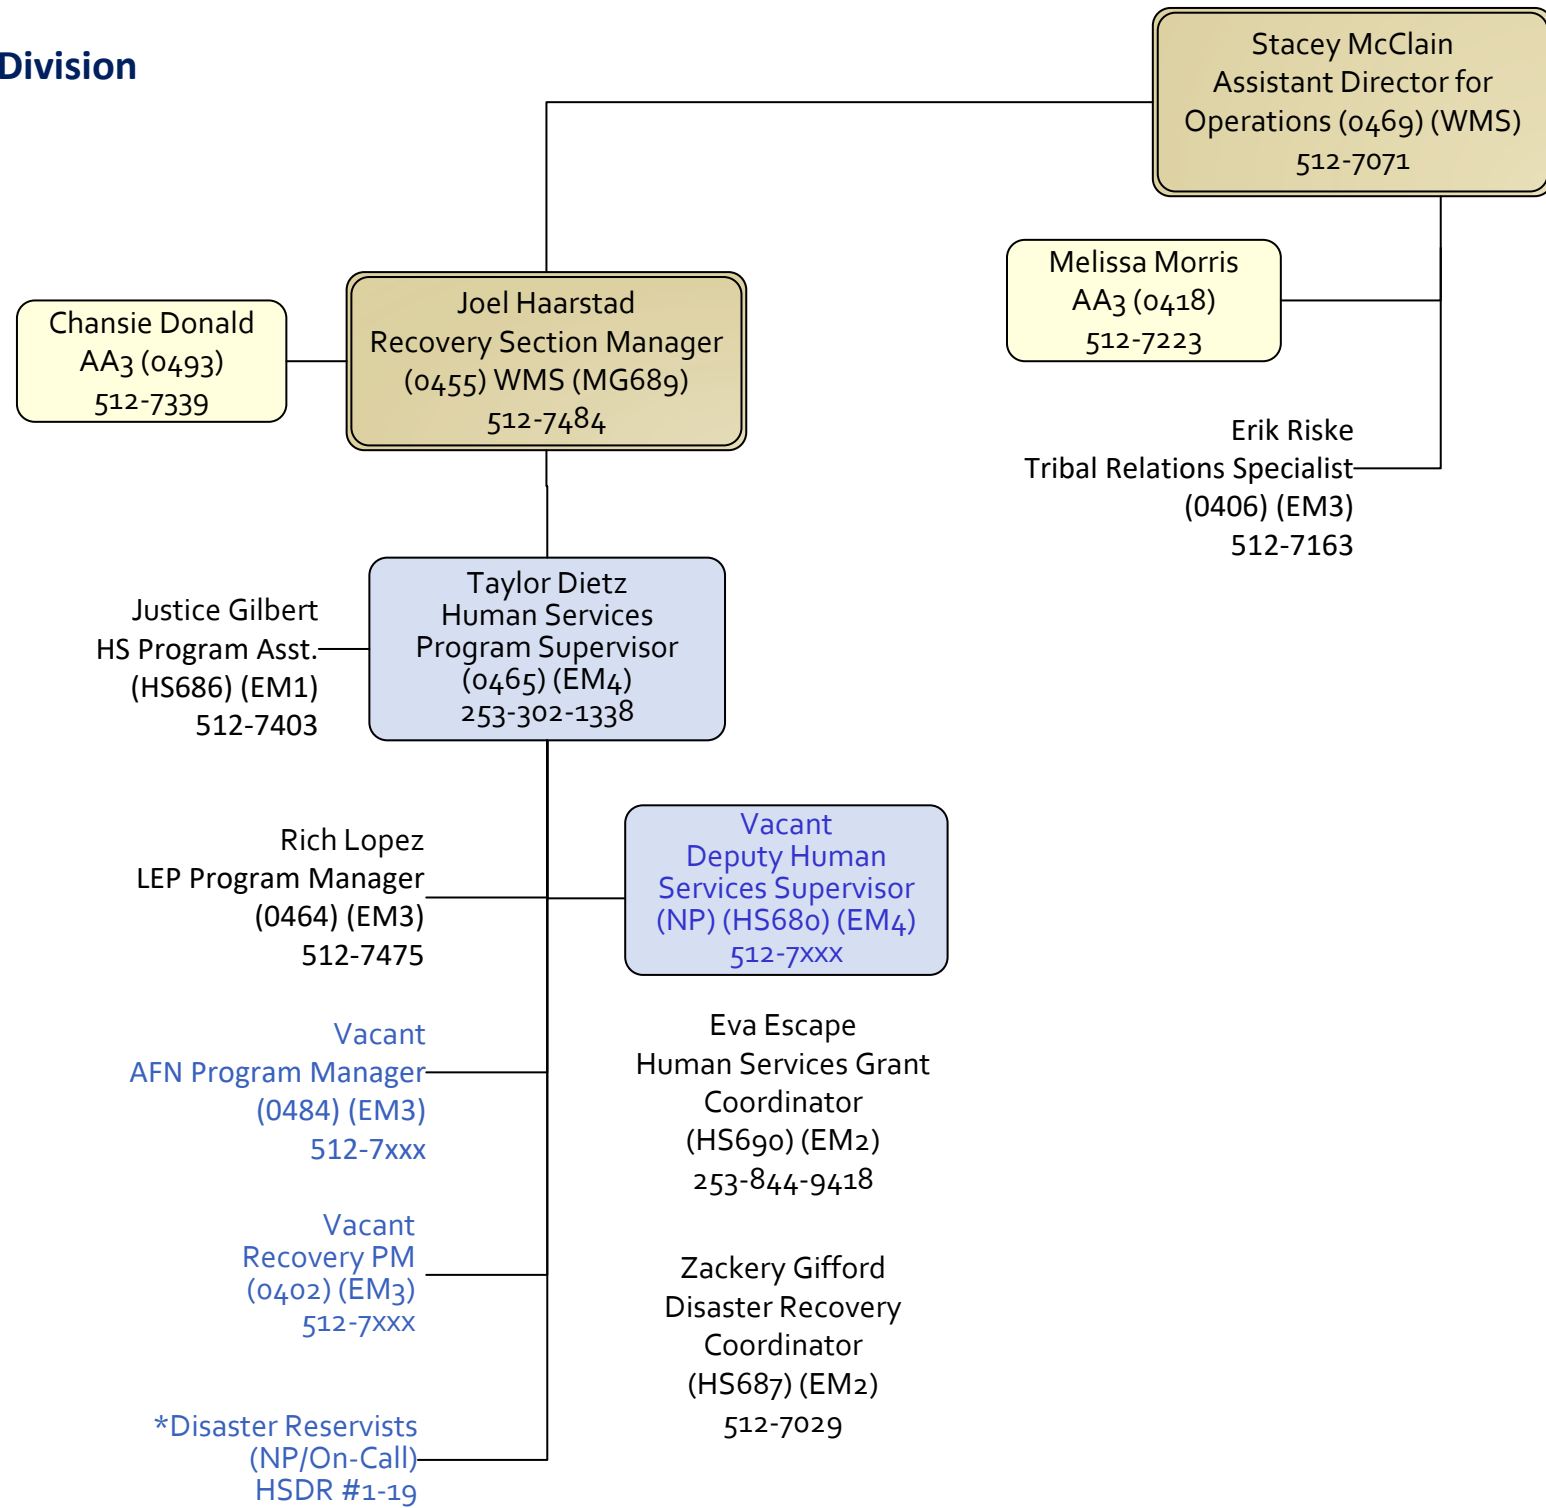 Division
Stacey McClain
Assistant Director for
Operations (0469) (WMS)
512-7071
Melissa Morris
AA3 (0418)
512-7223
Erik Riske
Tribal Relations Specialist
(0406) (EM3)
512-7163
Chansie Donald
AA3 (0493)
512-7339
Joel Haarstad
Recovery Section Manager
(0455) WMS (MG689)
512-7484
Justice Gilbert
HS Program Asst.
(HS686) (EM1)
512-7403
Taylor Dietz
Human Services
Program Supervisor
(0465) (EM4)
253-302-1338
Rich Lopez
LEP Program Manager
(0464) (EM3)
512-7475
Vacant
Deputy Human
Services Supervisor
(NP) (HS680) (EM4)
512-7xxx
Vacant
AFN Program Manager
(0484) (EM3)
512-7xxx
Eva Escape
Human Services Grant
Coordinator
(HS690) (EM2)
253-844-9418
Vacant
Recovery PM
(0402) (EM3)
512-7xxx
Zackery Gifford
Disaster Recovery
Coordinator
(HS687) (EM2)
512-7029
*Disaster Reservists
(NP/On-Call)
HSDR #1-19